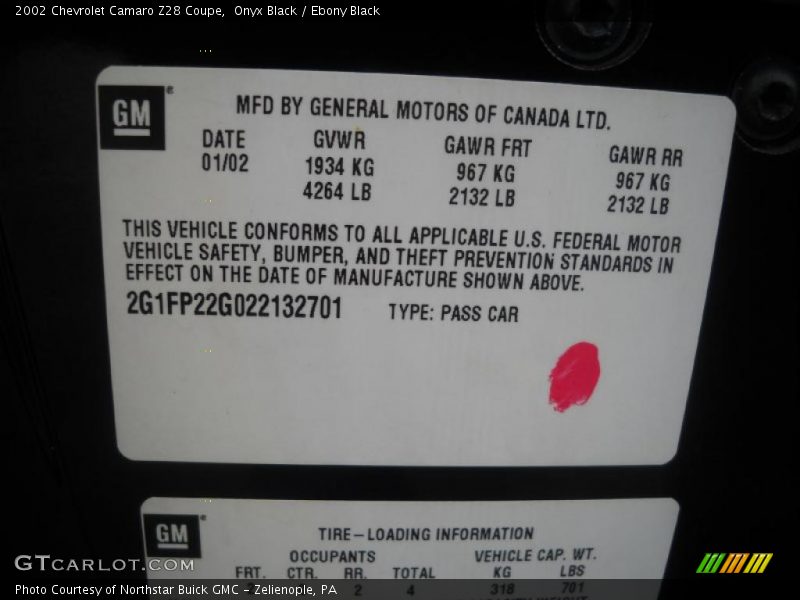 2002 Chevrolet Camaro Z28 Coupe,  Onyx Black / Ebony Black
GM®
MFD BY GENERAL MOTORS OF CANADA LTD.
DATE GVWR GAWR FRT GAWR RR
01/02 1934 KG 967 KG 967 KG
4264 LB 2132 LB 2132 LB
THIS VEHICLE CONFORMS TO ALL APPLICABLE U.S. FEDERAL MOTOR
VEHICLE SAFETY, BUMPER, AND THEFT PREVENTION STANDARDS IN
EFFECT ON THE DATE OF MANUFACTURE SHOWN ABOVE.
2G1FP22G022132701 TYPE: PASS CAR
GM®
TIRE-LOADING INFORMATION
OCCUPANTS VEHICLE CAP. WT.
FRT. CTR. RR. TOTAL KG LBS
2 2 4 318 701
GTCARLOT.COM
Photo Courtesy of Northstar Buick GMC - Zelienople, PA